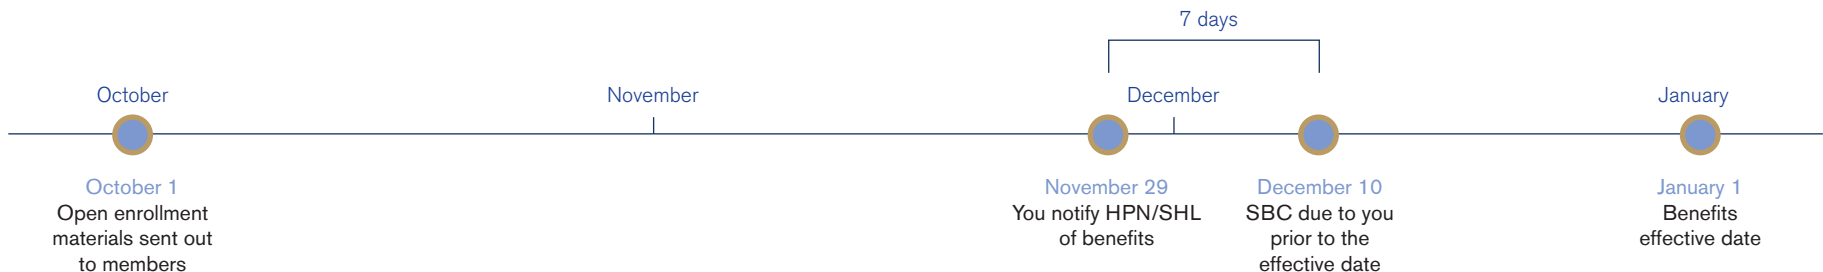 7 days
October
November
December
January
October 1
Open enrollment
materials sent out
to members
November 29
You notify HPN/SHL
of benefits
December 10
SBC due to you
prior to the
effective date
January 1
Benefits
effective date